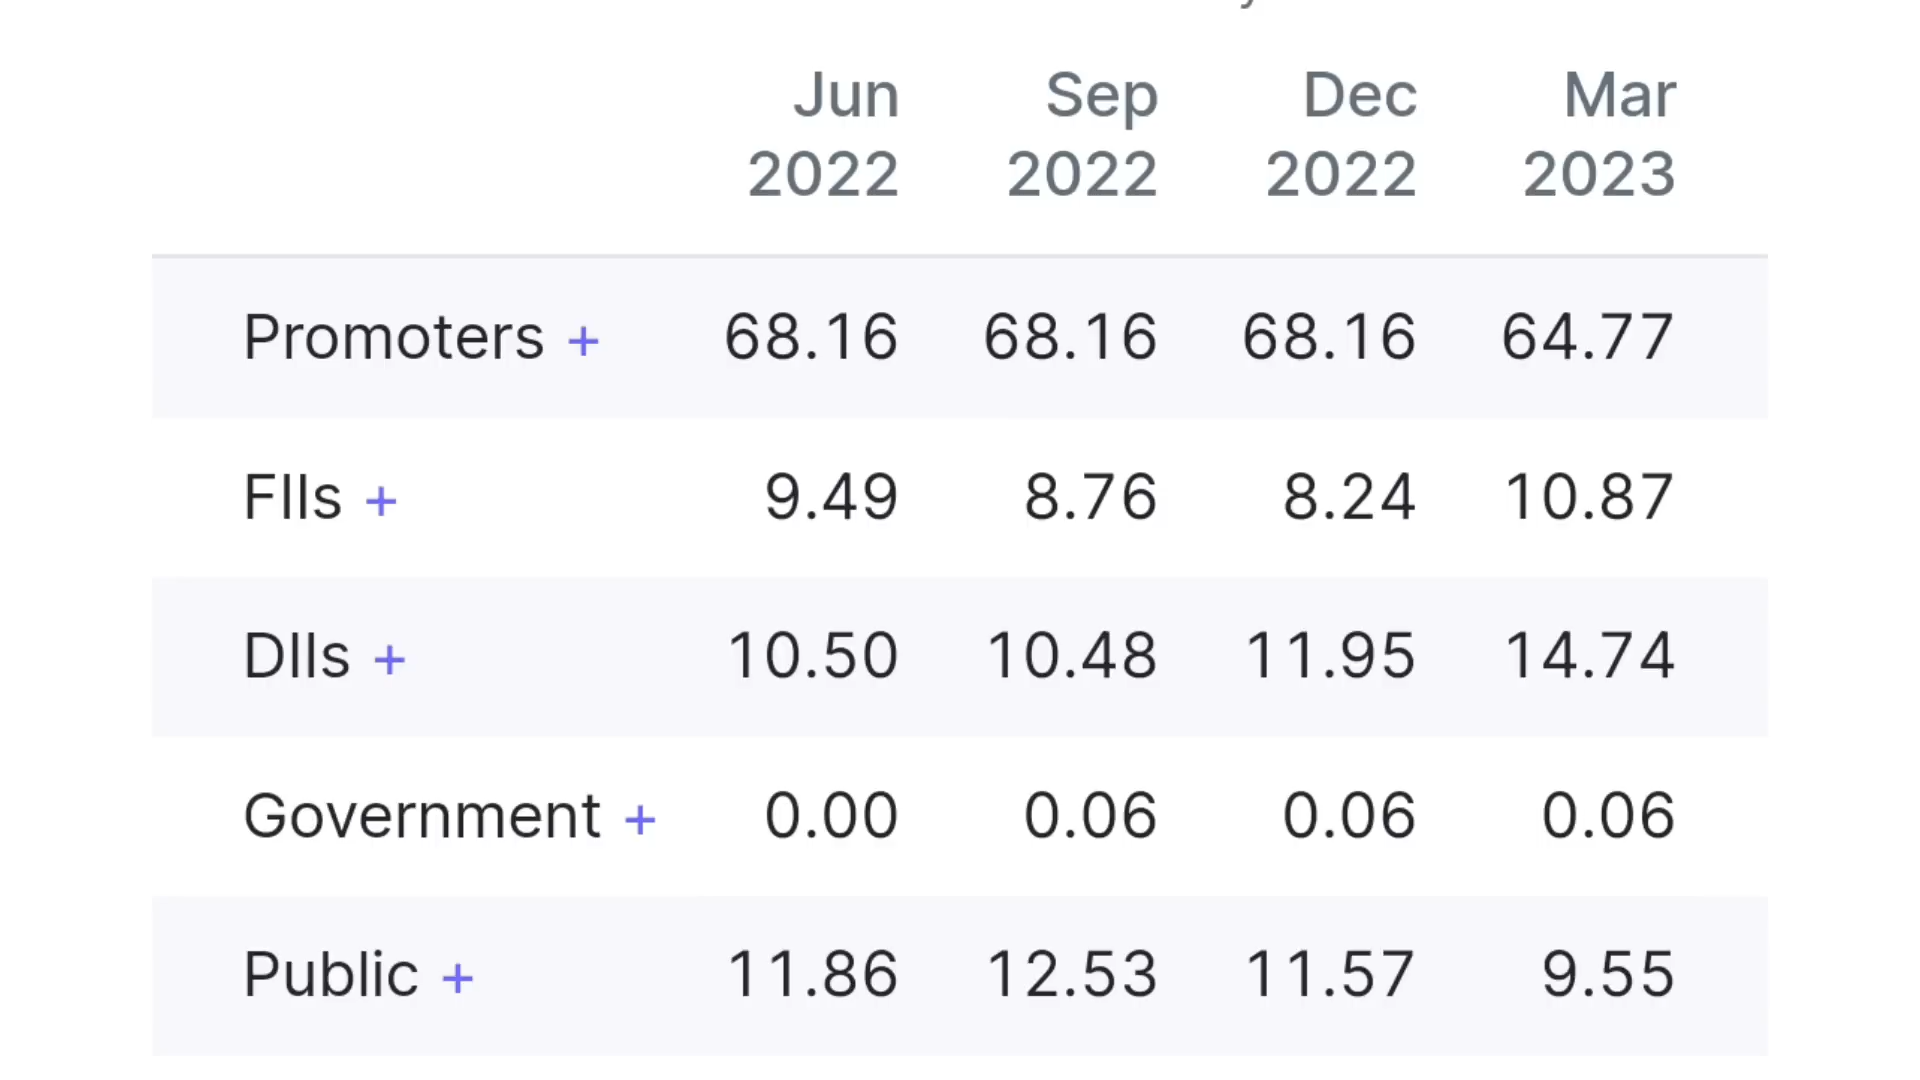 Jun Sep Dec Mar
2022 2022 2022 2023
Promoters + 68.16 68.16 68.16 64.77
FIIs + 9.49 8.76 8.24 10.87
DIIs + 10.50 10.48 11.95 14.74
Government + 0.00 0.06 0.06 0.06
Public + 11.86 12.53 11.57 9.55